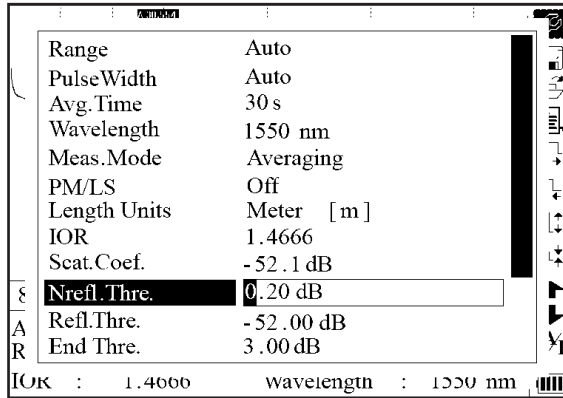 Range Auto
PulseWidth Auto
Avg.Time 30 s
Wavelength 1550 nm
Meas.Mode Averaging
PM/LS Off
Length Units Meter [ m ]
IOR 1.4666
Scat.Coef. -52.1 dB
Nrefl.Thre. 0.20 dB
Refl.Thre. -52.00 dB
End Thre. 3.00 dB
A
R
IOR : 1.4666 Wavelength : 1550 nm